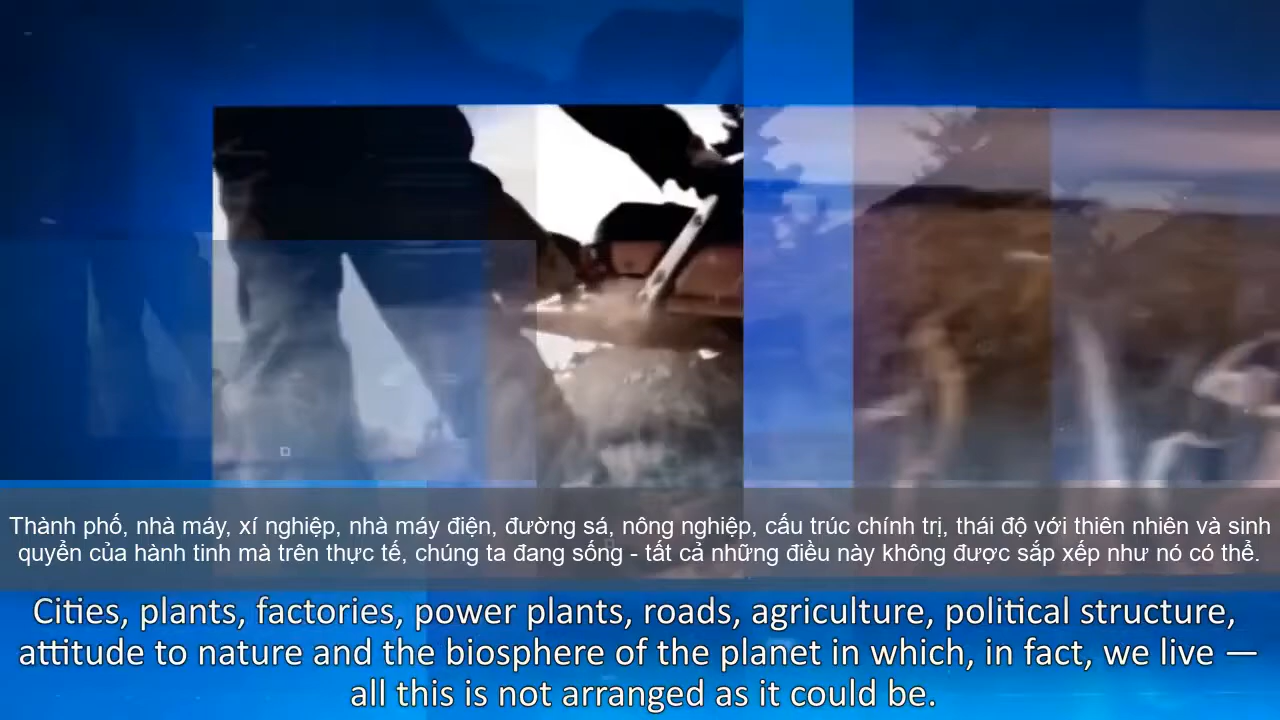 Thành phố, nhà máy, xí nghiệp, nhà máy điện, đường sá, nông nghiệp, cấu trúc chính trị, thái độ với thiên nhiên và sinh
quyển của hành tinh mà trên thực tế, chúng ta đang sống - tất cả những điều này không được sắp xếp như nó có thể.
Cities, plants, factories, power plants, roads, agriculture, political structure,
attitude to nature and the biosphere of the planet in which, in fact, we live —
all this is not arranged as it could be.